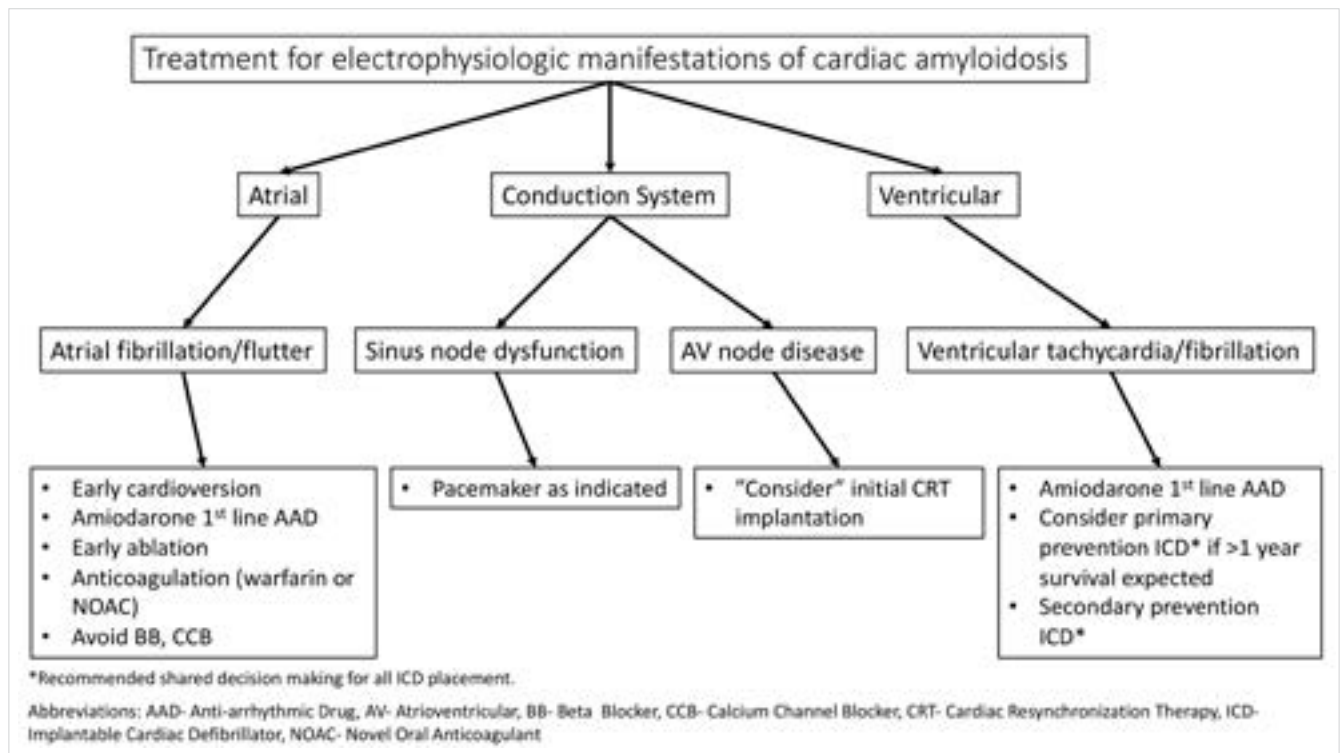 Treatment for electrophysiologic manifestations of cardiac amyloidosis
Atrial
Conduction System
Ventricular
Atrial fibrillation/flutter
Sinus node dysfunction
AV node disease
Ventricular tachycardia/fibrillation
• Early cardioversion
• Amiodarone 1st line AAD
• Early ablation
• Anticoagulation (warfarin or
NOAC)
• Avoid BB, CCB
• Pacemaker as indicated
• "Consider" initial CRT
implantation
• Amiodarone 1st line AAD
• Consider primary
prevention ICD* if >1 year
survival expected
• Secondary prevention
ICD*
*Recommended shared decision making for all ICD placement.
Abbreviations: AAD- Anti-arrhythmic Drug, AV- Atrioventricular, BB- Beta Blocker, CCB- Calcium Channel Blocker, CRT- Cardiac Resynchronization Therapy, ICD-
Implantable Cardiac Defibrillator, NOAC- Novel Oral Anticoagulant